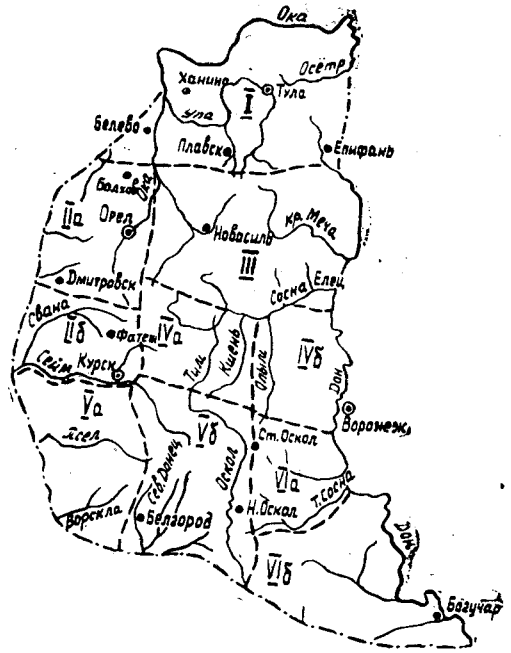 Ока
Осётр
Ханино
I
Тула
Упа
Белево
Плавск
Епифань
Болхов
Ока
IIа
Орел
Новосиль
кр. Меча
III
Дмитровск
Сосна
Елец
Свапа
IIб
Фатеж
IVа
Тим
Кшень
Олым
IVб
Дон
Сейм
Курск
Воронеж
Vа
Псел
Vб
Ст. Оскол
Сев. Донец
Оскол
VIа
Т. Сосна
Ворскла
Белгород
Н. Оскол
Дон
VIб
Богучар